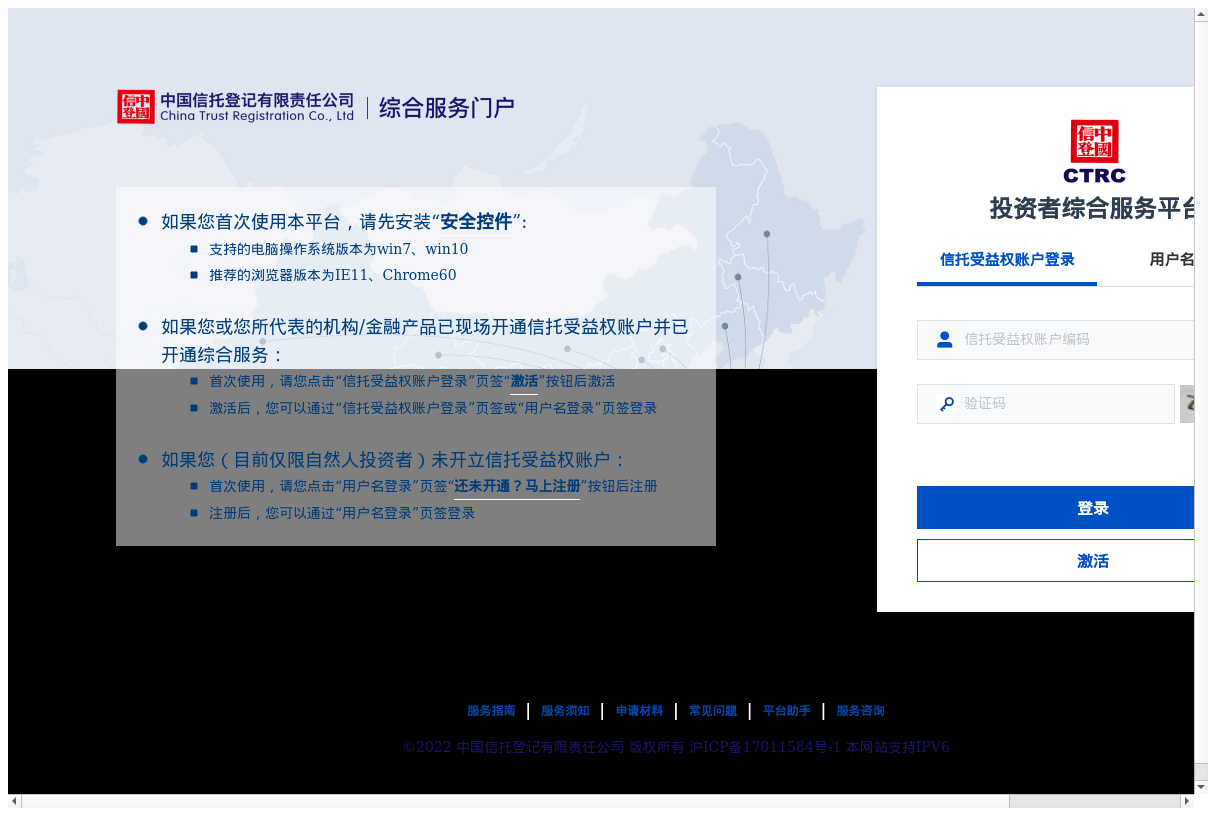 中国信托登记有限责任公司
China Trust Registration Co., Ltd
综合服务门户
如果您首次使用本平台，请先安装“安全控件”:
支持的电脑操作系统版本为win7、win10
推荐的浏览器版本为IE11、Chrome60
如果您或您所代表的机构/金融产品已现场开通信托受益权账户并已
开通综合服务：
首次使用，请您点击“信托受益权账户登录”页签“激活”按钮后激活
激活后，您可以通过“信托受益权账户登录”页签或“用户名登录”页签登录
如果您（目前仅限自然人投资者）未开立信托受益权账户：
首次使用，请您点击“用户名登录”页签“还未开通？马上注册”按钮后注册
注册后，您可以通过“用户名登录”页签登录
信中登國
CTRC
投资者综合服务平台
信托受益权账户登录
用户名
信托受益权账户编码
验证码
登录
激活
服务指南 | 服务须知 | 申请材料 | 常见问题 | 平台助手 | 服务咨询
©2022 中国信托登记有限责任公司 版权所有 沪ICP备17011584号-1 本网站支持IPV6